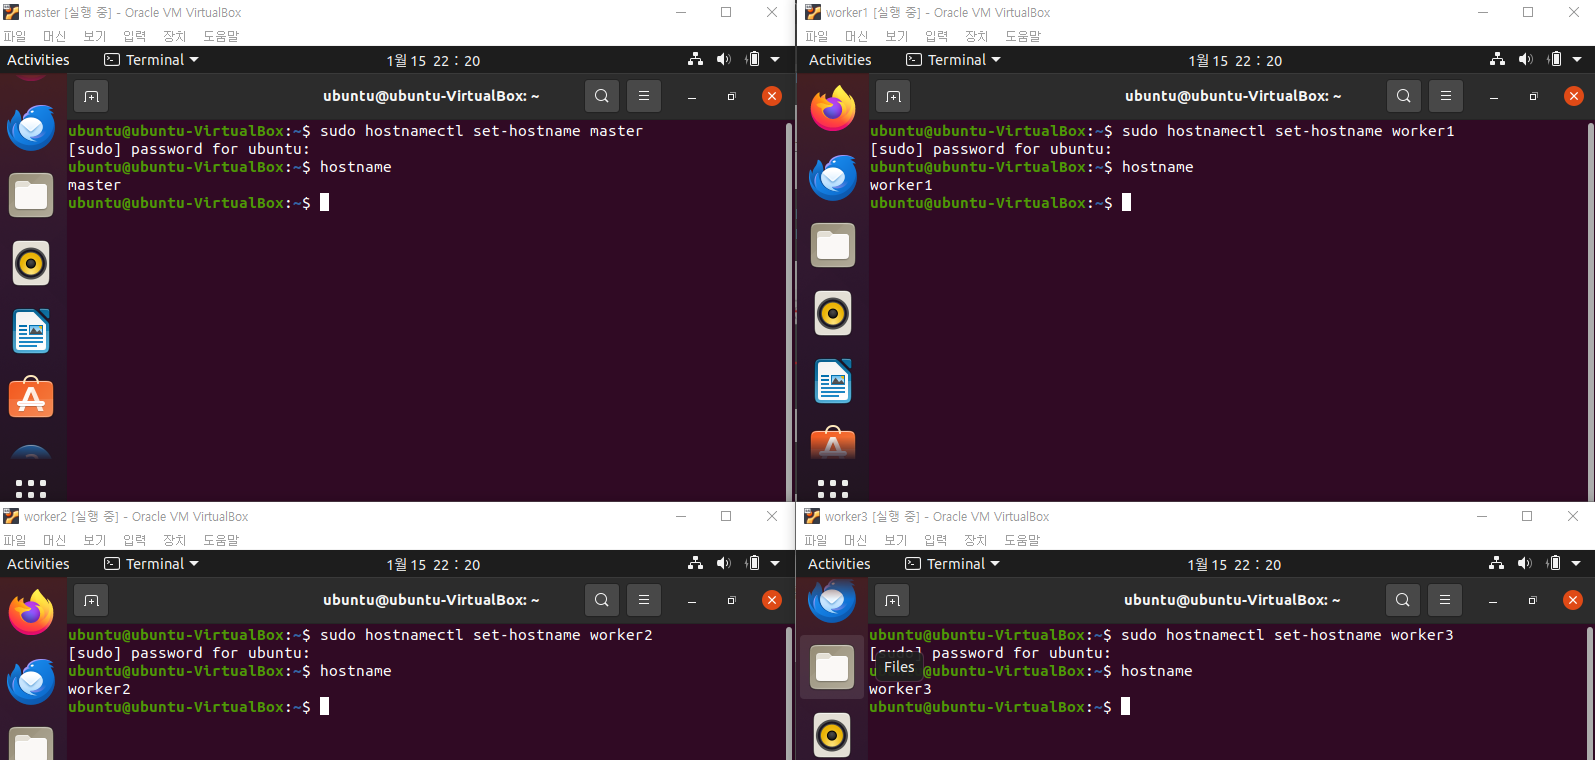 master [실행 중] - Oracle VM VirtualBox
파일 머신 보기 입력 장치 도움말
Activities Terminal 1월 15 22 : 20
ubuntu@ubuntu-VirtualBox: ~
ubuntu@ubuntu-VirtualBox:~$ sudo hostnamectl set-hostname master
[sudo] password for ubuntu:
ubuntu@ubuntu-VirtualBox:~$ hostname
master
ubuntu@ubuntu-VirtualBox:~$
worker1 [실행 중] - Oracle VM VirtualBox
파일 머신 보기 입력 장치 도움말
Activities Terminal 1월 15 22 : 20
ubuntu@ubuntu-VirtualBox: ~
ubuntu@ubuntu-VirtualBox:~$ sudo hostnamectl set-hostname worker1
[sudo] password for ubuntu:
ubuntu@ubuntu-VirtualBox:~$ hostname
worker1
ubuntu@ubuntu-VirtualBox:~$
worker2 [실행 중] - Oracle VM VirtualBox
파일 머신 보기 입력 장치 도움말
Activities Terminal 1월 15 22 : 20
ubuntu@ubuntu-VirtualBox: ~
ubuntu@ubuntu-VirtualBox:~$ sudo hostnamectl set-hostname worker2
[sudo] password for ubuntu:
ubuntu@ubuntu-VirtualBox:~$ hostname
worker2
ubuntu@ubuntu-VirtualBox:~$
worker3 [실행 중] - Oracle VM VirtualBox
파일 머신 보기 입력 장치 도움말
Activities Terminal 1월 15 22 : 20
ubuntu@ubuntu-VirtualBox: ~
ubuntu@ubuntu-VirtualBox:~$ sudo hostnamectl set-hostname worker3
[sudo] password for ubuntu:
Files
ubuntu@ubuntu-VirtualBox:~$ hostname
worker3
ubuntu@ubuntu-VirtualBox:~$